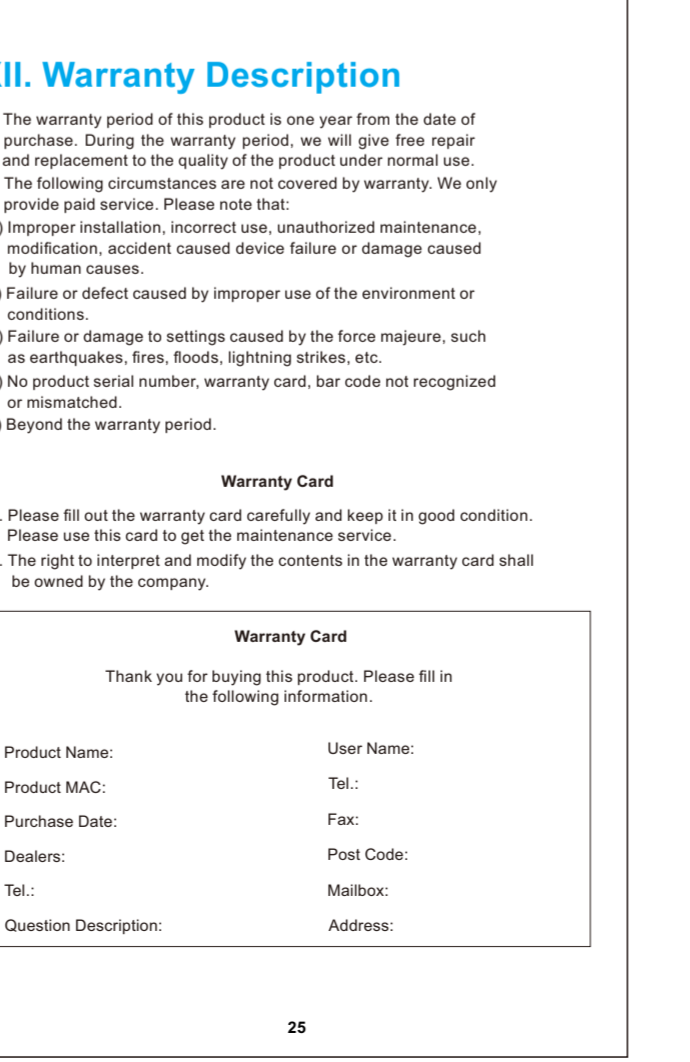 II. Warranty Description
The warranty period of this product is one year from the date of
purchase. During the warranty period, we will give free repair
and replacement to the quality of the product under normal use.
The following circumstances are not covered by warranty. We only
provide paid service. Please note that:
) Improper installation, incorrect use, unauthorized maintenance,
modification, accident caused device failure or damage caused
by human causes.
) Failure or defect caused by improper use of the environment or
conditions.
) Failure or damage to settings caused by the force majeure, such
as earthquakes, fires, floods, lightning strikes, etc.
) No product serial number, warranty card, bar code not recognized
or mismatched.
) Beyond the warranty period.
Warranty Card
. Please fill out the warranty card carefully and keep it in good condition.
Please use this card to get the maintenance service.
. The right to interpret and modify the contents in the warranty card shall
be owned by the company.
Warranty Card
Thank you for buying this product. Please fill in
the following information.
Product Name:
Product MAC:
Purchase Date:
Dealers:
Tel.:
Question Description:
User Name:
Tel.:
Fax:
Post Code:
Mailbox:
Address:
25